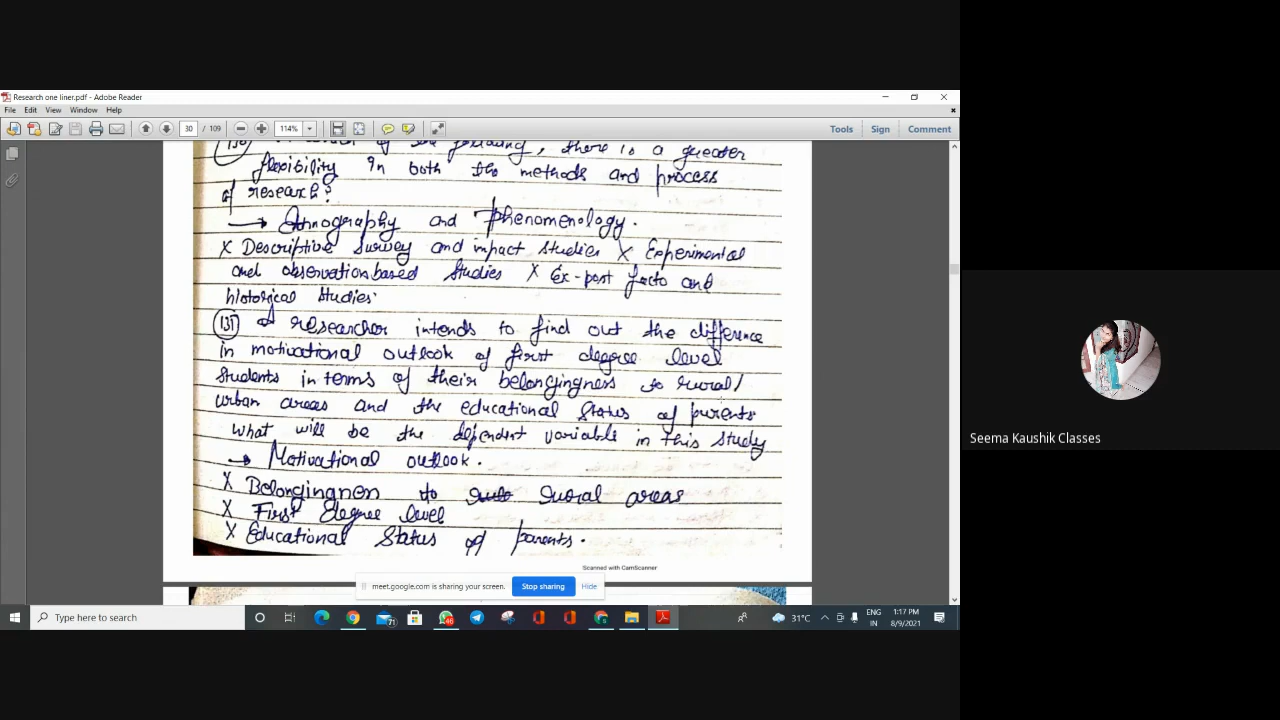 Research one liner.pdf - Adobe Reader
File Edit View Window Help
30 / 109 114% Tools Sign Comment
following, there is a greater
flexibility in both the methods and process
of research?
→ Ethnography and Phenomenology.
X Descriptive survey and impact studies X Experimental
and observation based studies X Ex-post facto and
historical studies
131 A researcher intends to find out the difference
in motivational outlook of first degree level
students in terms of their belongingness to rural/
urban areas and the educational status of parents
what will be the dependent variable in this study
→ Motivational outlook.
X Belongingness to rural areas
X First degree level
X Educational Status of parents.
Scanned with CamScanner
meet.google.com is sharing your screen. Stop sharing Hide
Seema Kaushik Classes
Type here to search
71
31°C
ENG
IN
1:17 PM
8/9/2021